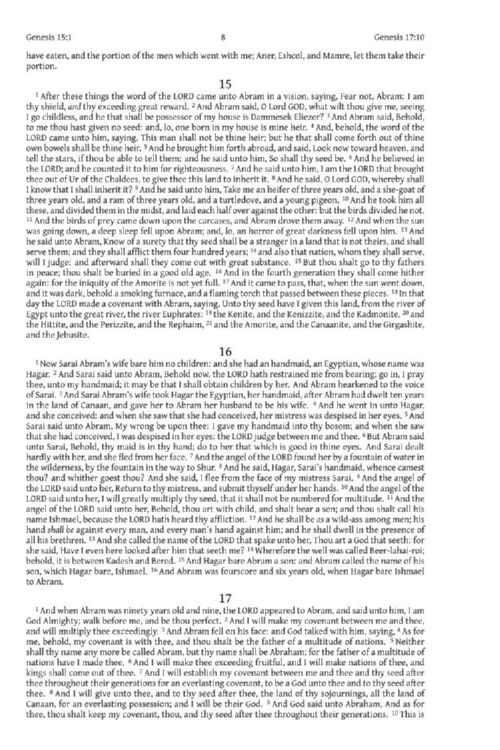 Genesis 15:1 8 Genesis 17:10
have eaten, and the portion of the men which went with me; Aner, Eshcol, and Mamre, let them take their
portion.
15
1 After these things the word of the LORD came unto Abram in a vision, saying, Fear not, Abram: I am
thy shield, and thy exceeding great reward. 2 And Abram said, O Lord GOD, what wilt thou give me, seeing
I go childless, and he that shall be possessor of my house is Dammesek Eliezer? 3 And Abram said, Behold,
to me thou hast given no seed: and, lo, one born in my house is mine heir. 4 And, behold, the word of the
LORD came unto him, saying, This man shall not be thine heir; but he that shall come forth out of thine
own bowels shall be thine heir. 5 And he brought him forth abroad, and said, Look now toward heaven, and
tell the stars, if thou be able to tell them: and he said unto him, So shall thy seed be. 6 And he believed in
the LORD; and he counted it to him for righteousness. 7 And he said unto him, I am the LORD that brought
thee out of Ur of the Chaldees, to give thee this land to inherit it. 8 And he said, O Lord GOD, whereby shall
I know that I shall inherit it? 9 And he said unto him, Take me an heifer of three years old, and a she-goat of
three years old, and a ram of three years old, and a turtledove, and a young pigeon. 10 And he took him all
these, and divided them in the midst, and laid each half over against the other: but the birds divided he not.
11 And the birds of prey came down upon the carcases, and Abram drove them away. 12 And when the sun
was going down, a deep sleep fell upon Abram; and, lo, an horror of great darkness fell upon him. 13 And
he said unto Abram, Know of a surety that thy seed shall be a stranger in a land that is not theirs, and shall
serve them; and they shall afflict them four hundred years; 14 and also that nation, whom they shall serve,
will I judge: and afterward shall they come out with great substance. 15 But thou shalt go to thy fathers
in peace; thou shalt be buried in a good old age. 16 And in the fourth generation they shall come hither
again: for the iniquity of the Amorite is not yet full. 17 And it came to pass, that, when the sun went down,
and it was dark, behold a smoking furnace, and a flaming torch that passed between these pieces. 18 In that
day the LORD made a covenant with Abram, saying, Unto thy seed have I given this land, from the river of
Egypt unto the great river, the river Euphrates: 19 the Kenite, and the Kenizzite, and the Kadmonite, 20 and
the Hittite, and the Perizzite, and the Rephaim, 21 and the Amorite, and the Canaanite, and the Girgashite,
and the Jebusite.
16
1 Now Sarai Abram's wife bare him no children: and she had an handmaid, an Egyptian, whose name was
Hagar. 2 And Sarai said unto Abram, Behold now, the LORD hath restrained me from bearing; go in, I pray
thee, unto my handmaid; it may be that I shall obtain children by her. And Abram hearkened to the voice
of Sarai. 3 And Sarai Abram's wife took Hagar the Egyptian, her handmaid, after Abram had dwelt ten years
in the land of Canaan, and gave her to Abram her husband to be his wife. 4 And he went in unto Hagar,
and she conceived: and when she saw that she had conceived, her mistress was despised in her eyes. 5 And
Sarai said unto Abram, My wrong be upon thee: I gave my handmaid into thy bosom; and when she saw
that she had conceived, I was despised in her eyes: the LORD judge between me and thee. 6 But Abram said
unto Sarai, Behold, thy maid is in thy hand; do to her that which is good in thine eyes. And Sarai dealt
hardly with her, and she fled from her face. 7 And the angel of the LORD found her by a fountain of water in
the wilderness, by the fountain in the way to Shur. 8 And he said, Hagar, Sarai's handmaid, whence camest
thou? and whither goest thou? And she said, I flee from the face of my mistress Sarai. 9 And the angel of
the LORD said unto her, Return to thy mistress, and submit thyself under her hands. 10 And the angel of the
LORD said unto her, I will greatly multiply thy seed, that it shall not be numbered for multitude. 11 And the
angel of the LORD said unto her, Behold, thou art with child, and shalt bear a son; and thou shalt call his
name Ishmael, because the LORD hath heard thy affliction. 12 And he shall be as a wild-ass among men; his
hand shall be against every man, and every man's hand against him; and he shall dwell in the presence of
all his brethren. 13 And she called the name of the LORD that spake unto her, Thou art a God that seeth: for
she said, Have I even here looked after him that seeth me? 14 Wherefore the well was called Beer-lahai-roi;
behold, it is between Kadesh and Bered. 15 And Hagar bare Abram a son: and Abram called the name of his
son, which Hagar bare, Ishmael. 16 And Abram was fourscore and six years old, when Hagar bare Ishmael
to Abram.
17
1 And when Abram was ninety years old and nine, the LORD appeared to Abram, and said unto him, I am
God Almighty; walk before me, and be thou perfect. 2 And I will make my covenant between me and thee,
and will multiply thee exceedingly. 3 And Abram fell on his face: and God talked with him, saying, 4 As for
me, behold, my covenant is with thee, and thou shalt be the father of a multitude of nations. 5 Neither
shall thy name any more be called Abram, but thy name shall be Abraham; for the father of a multitude of
nations have I made thee. 6 And I will make thee exceeding fruitful, and I will make nations of thee, and
kings shall come out of thee. 7 And I will establish my covenant between me and thee and thy seed after
thee throughout their generations for an everlasting covenant, to be a God unto thee and to thy seed after
thee. 8 And I will give unto thee, and to thy seed after thee, the land of thy sojournings, all the land of
Canaan, for an everlasting possession; and I will be their God. 9 And God said unto Abraham, And as for
thee, thou shalt keep my covenant, thou, and thy seed after thee throughout their generations. 10 This is